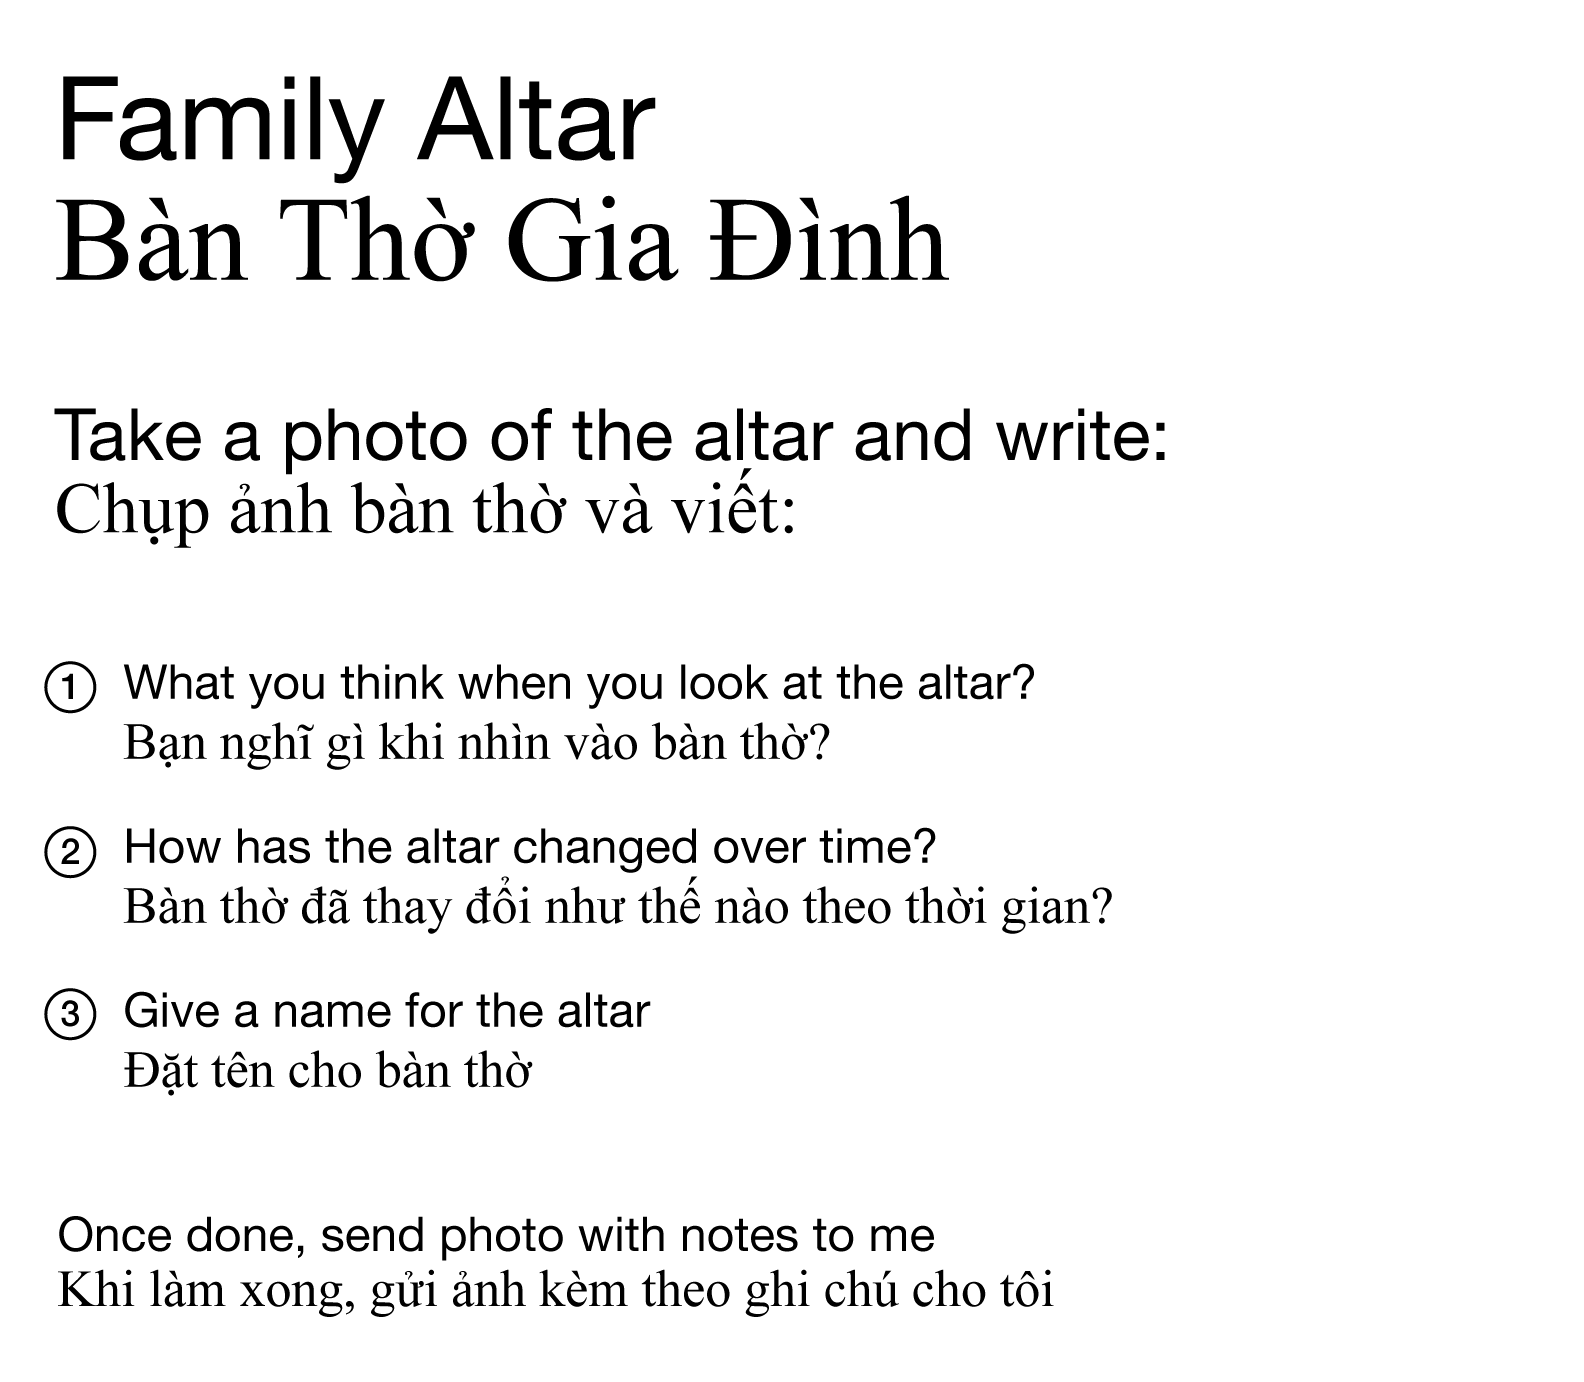 Family Altar
Bàn Thờ Gia Đình
Take a photo of the altar and write:
Chụp ảnh bàn thờ và viết:
① What you think when you look at the altar?
Bạn nghĩ gì khi nhìn vào bàn thờ?
② How has the altar changed over time?
Bàn thờ đã thay đổi như thế nào theo thời gian?
③ Give a name for the altar
Đặt tên cho bàn thờ
Once done, send photo with notes to me
Khi làm xong, gửi ảnh kèm theo ghi chú cho tôi